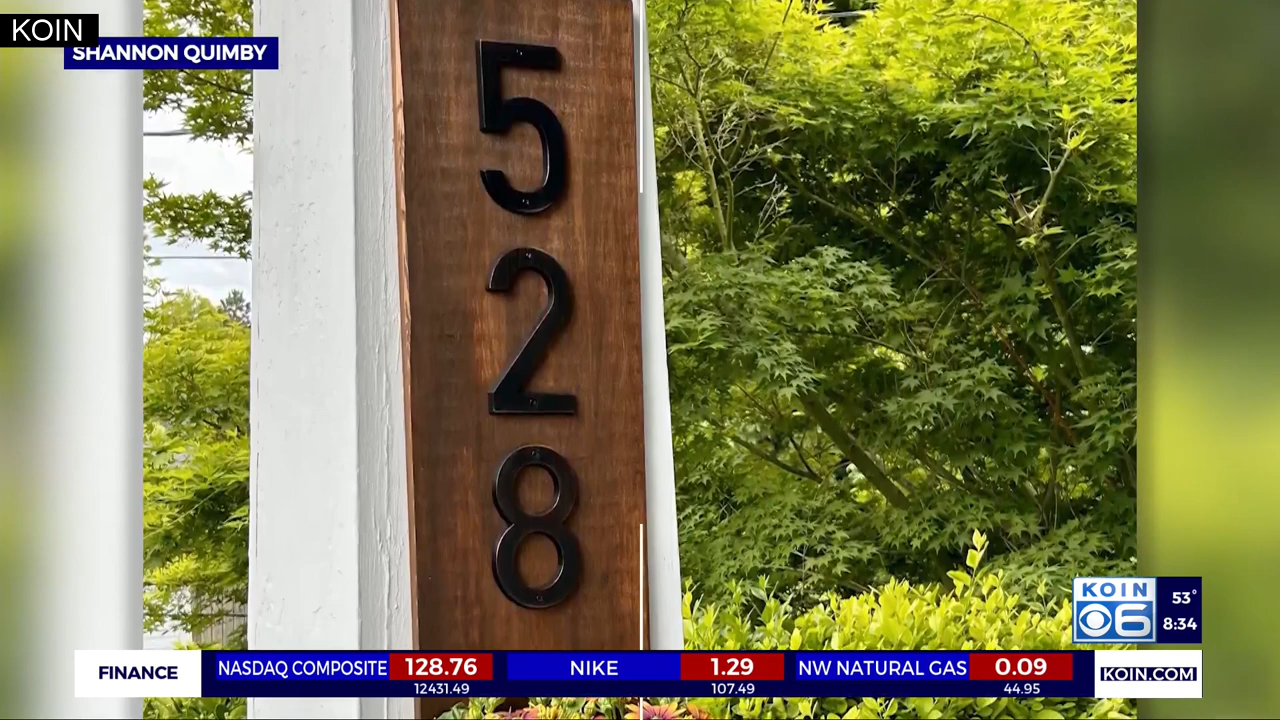 KOIN
SHANNON QUIMBY
5
2
8
KOIN
6
53°
8:34
FINANCE
NASDAQ COMPOSITE 128.76
12431.49
NIKE 1.29
107.49
NW NATURAL GAS 0.09
44.95
KOIN.COM